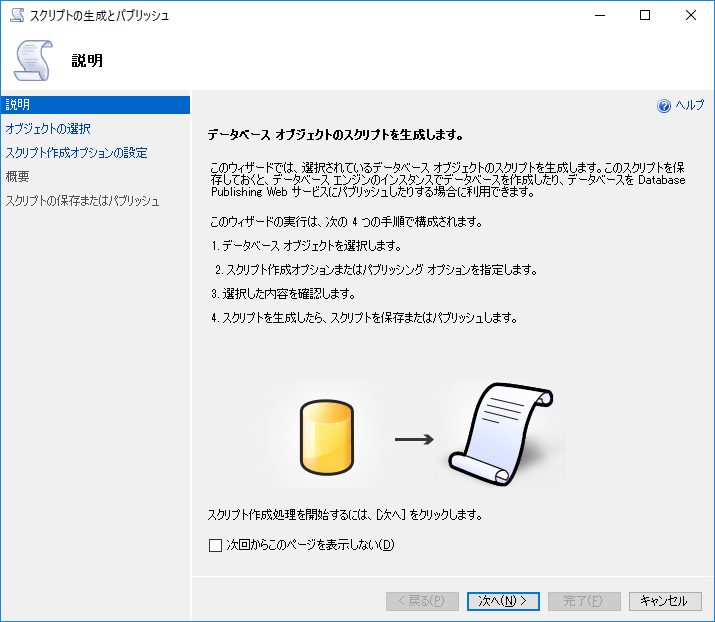 スクリプトの生成とパブリッシュ
説明
説明
オブジェクトの選択
スクリプト作成オプションの設定
概要
スクリプトの保存またはパブリッシュ
ヘルプ
データベース オブジェクトのスクリプトを生成します。
このウィザードでは、選択されているデータベース オブジェクトのスクリプトを生成します。このスクリプトを保
存しておくと、データベース エンジンのインスタンスでデータベースを作成したり、データベースを Database
Publishing Web サービスにパブリッシュしたりする場合に利用できます。
このウィザードの実行は、次の 4 つの手順で構成されます。
1. データベース オブジェクトを選択します。
2. スクリプト作成オプションまたはパブリッシング オプションを指定します。
3. 選択した内容を確認します。
4. スクリプトを生成したら、スクリプトを保存またはパブリッシュします。
スクリプト作成処理を開始するには、[次へ] をクリックします。
次回からこのページを表示しない(D)
< 戻る(P)
次へ(N) >
完了(F)
キャンセル